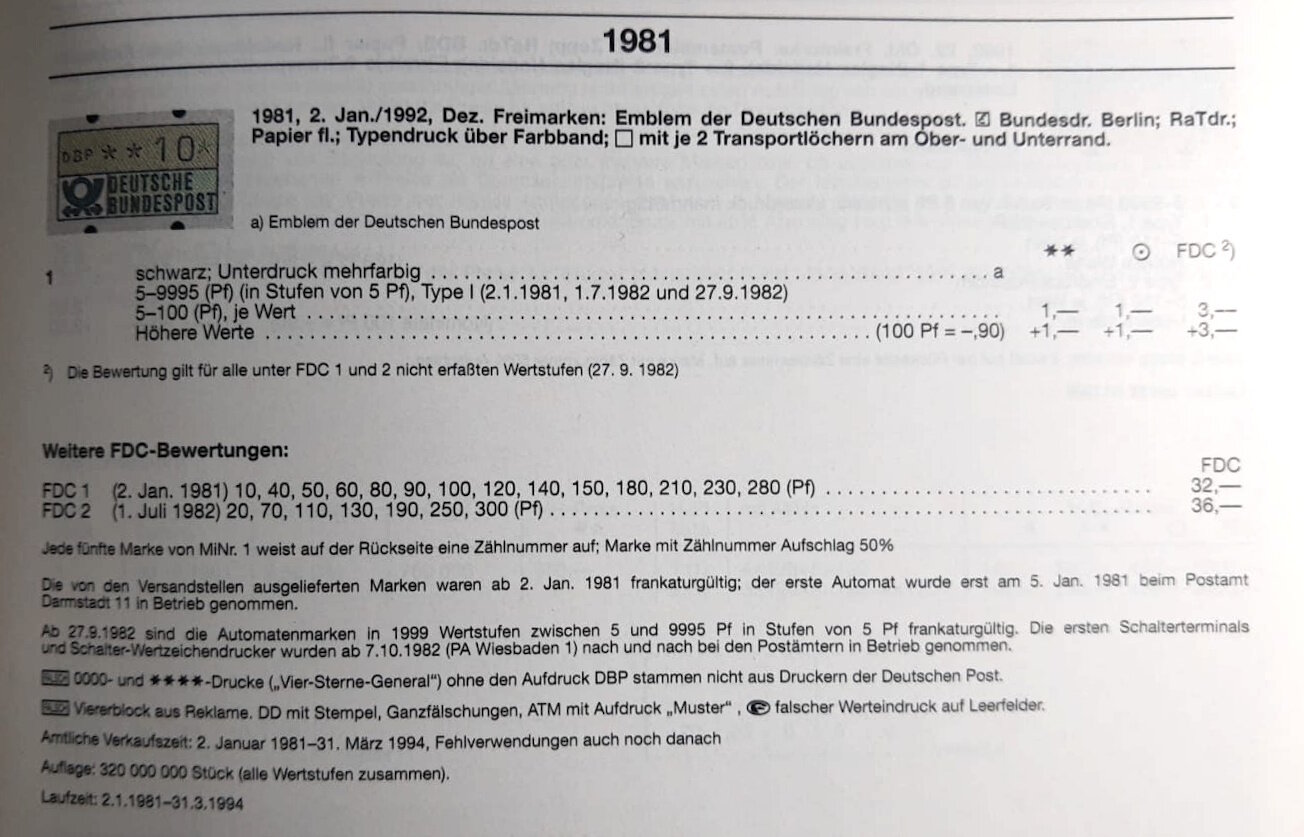 1981
1981, 2. Jan./1992, Dez. Freimarken: Emblem der Deutschen Bundespost. Bundesdr. Berlin; RaTdr.;
Papier fl.; Typendruck über Farbband; □ mit je 2 Transportlöchern am Ober- und Unterrand.
DBP ** 10*
DEUTSCHE
BUNDESPOST
a) Emblem der Deutschen Bundespost
★★ ⊙ FDC ²)
1 schwarz; Unterdruck mehrfarbig a
5–9995 (Pf) (in Stufen von 5 Pf), Type I (2.1.1981, 1.7.1982 und 27.9.1982)
5–100 (Pf), je Wert 1,— 1,— 3,—
Höhere Werte (100 Pf = –,90) +1,— +1,— +3,—
²) Die Bewertung gilt für alle unter FDC 1 und 2 nicht erfaßten Wertstufen (27. 9. 1982)
Weitere FDC-Bewertungen:
FDC
FDC 1 (2. Jan. 1981) 10, 40, 50, 60, 80, 90, 100, 120, 140, 150, 180, 210, 230, 280 (Pf) 32,—
FDC 2 (1. Juli 1982) 20, 70, 110, 130, 190, 250, 300 (Pf) 36,—
Jede fünfte Marke von MiNr. 1 weist auf der Rückseite eine Zählnummer auf; Marke mit Zählnummer Aufschlag 50%
Die von den Versandstellen ausgelieferten Marken waren ab 2. Jan. 1981 frankaturgültig; der erste Automat wurde erst am 5. Jan. 1981 beim Postamt
Darmstadt 11 in Betrieb genommen.
Ab 27.9.1982 sind die Automatenmarken in 1999 Wertstufen zwischen 5 und 9995 Pf in Stufen von 5 Pf frankaturgültig. Die ersten Schalterterminals
und Schalter-Wertzeichendrucker wurden ab 7.10.1982 (PA Wiesbaden 1) nach und nach bei den Postämtern in Betrieb genommen.
0000- und ★★★★-Drucke („Vier-Sterne-General") ohne den Aufdruck DBP stammen nicht aus Druckern der Deutschen Post.
Viererblock aus Reklame. DD mit Stempel, Ganzfälschungen, ATM mit Aufdruck „Muster", falscher Werteindruck auf Leerfelder.
Amtliche Verkaufszeit: 2. Januar 1981–31. März 1994, Fehlverwendungen auch noch danach
Auflage: 320 000 000 Stück (alle Wertstufen zusammen).
Laufzeit: 2.1.1981–31.3.1994